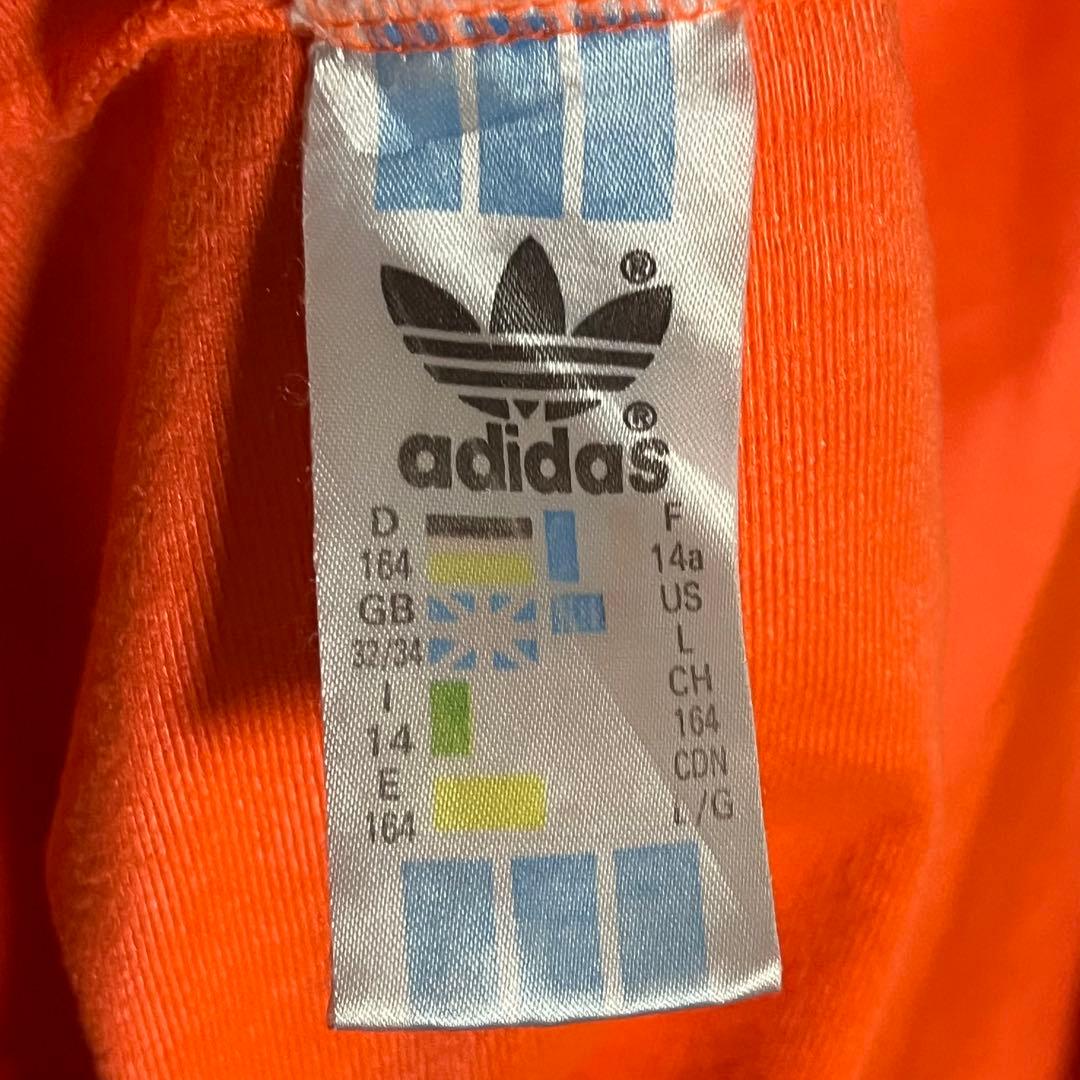 ®
®
adidas
D
164
GB
32/34
I
14
E
164
F
14a
US
L
CH
164
CDN
L/G